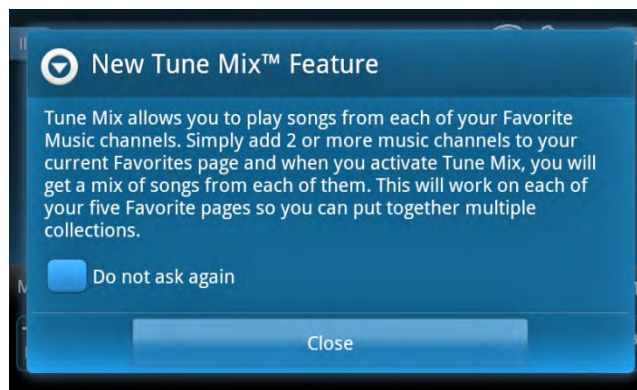 New Tune Mix™ Feature
Tune Mix allows you to play songs from each of your Favorite
Music channels. Simply add 2 or more music channels to your
current Favorites page and when you activate Tune Mix, you will
get a mix of songs from each of them. This will work on each of
your five Favorite pages so you can put together multiple
collections.
Do not ask again
Close